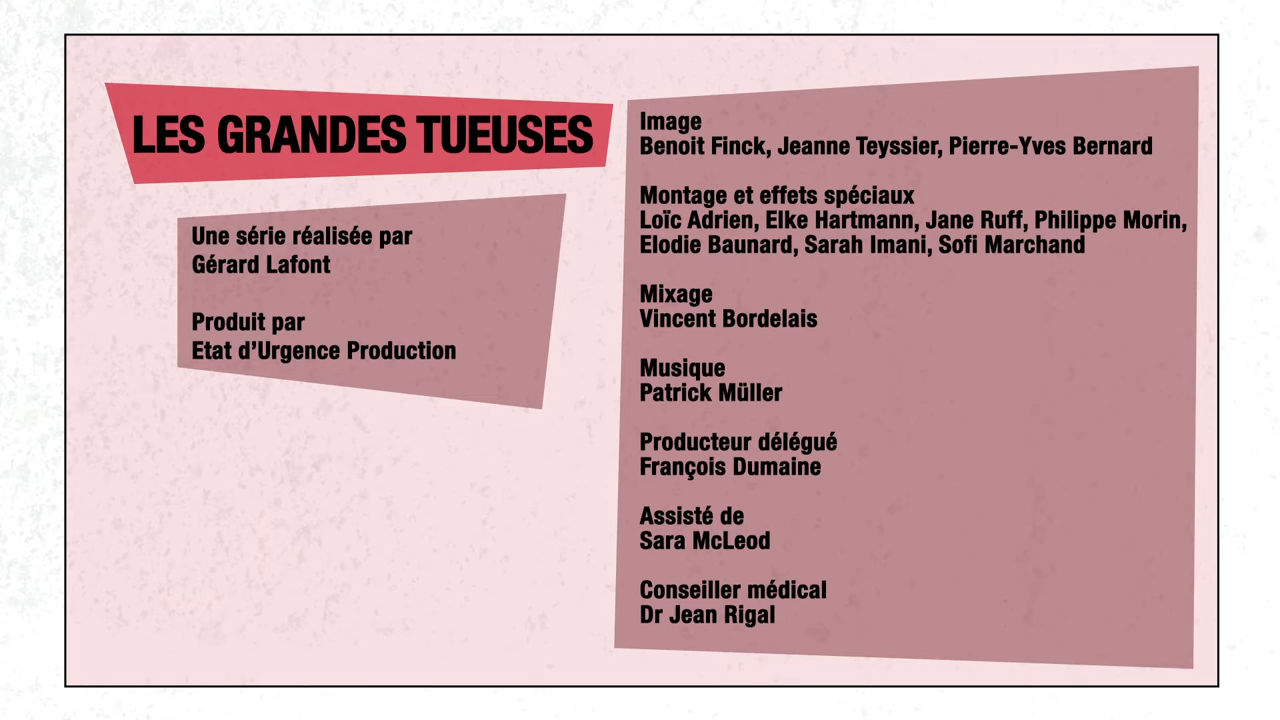 LES GRANDES TUEUSES
Une série réalisée par
Gérard Lafont
Produit par
Etat d’Urgence Production
Image
Benoit Finck, Jeanne Teyssier, Pierre-Yves Bernard
Montage et effets spéciaux
Loïc Adrien, Elke Hartmann, Jane Ruff, Philippe Morin,
Elodie Baunard, Sarah Imani, Sofi Marchand
Mixage
Vincent Bordelais
Musique
Patrick Müller
Producteur délégué
François Dumaine
Assisté de
Sara McLeod
Conseiller médical
Dr Jean Rigal